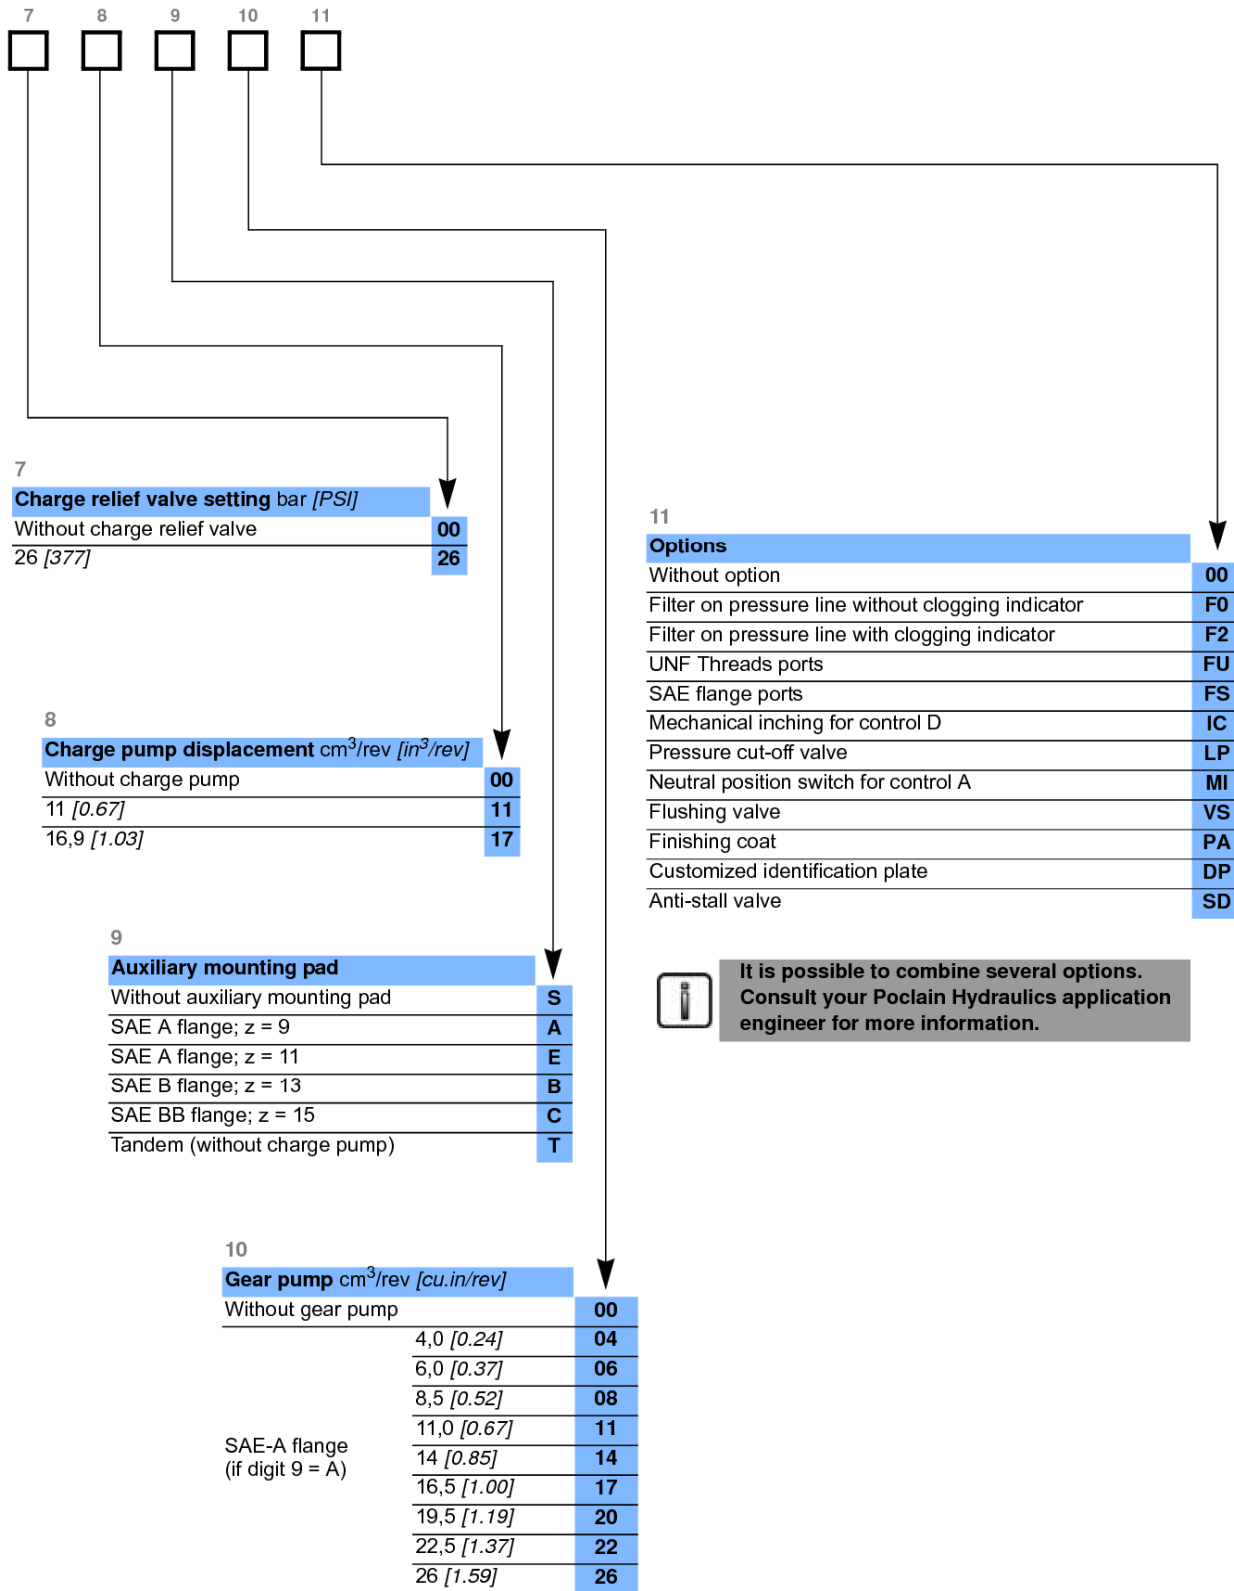 7 8 9 10 11
7
Charge relief valve setting bar [PSI]
Without charge relief valve 00
26 [377] 26
8
Charge pump displacement cm³/rev [in³/rev]
Without charge pump 00
11 [0.67] 11
16,9 [1.03] 17
9
Auxiliary mounting pad
Without auxiliary mounting pad S
SAE A flange; z = 9 A
SAE A flange; z = 11 E
SAE B flange; z = 13 B
SAE BB flange; z = 15 C
Tandem (without charge pump) T
10
Gear pump cm³/rev [cu.in/rev]
Without gear pump 00
SAE-A flange
(if digit 9 = A)
4,0 [0.24] 04
6,0 [0.37] 06
8,5 [0.52] 08
11,0 [0.67] 11
14 [0.85] 14
16,5 [1.00] 17
19,5 [1.19] 20
22,5 [1.37] 22
26 [1.59] 26
11
Options
Without option 00
Filter on pressure line without clogging indicator F0
Filter on pressure line with clogging indicator F2
UNF Threads ports FU
SAE flange ports FS
Mechanical inching for control D IC
Pressure cut-off valve LP
Neutral position switch for control A MI
Flushing valve VS
Finishing coat PA
Customized identification plate DP
Anti-stall valve SD
i
It is possible to combine several options.
Consult your Poclain Hydraulics application
engineer for more information.